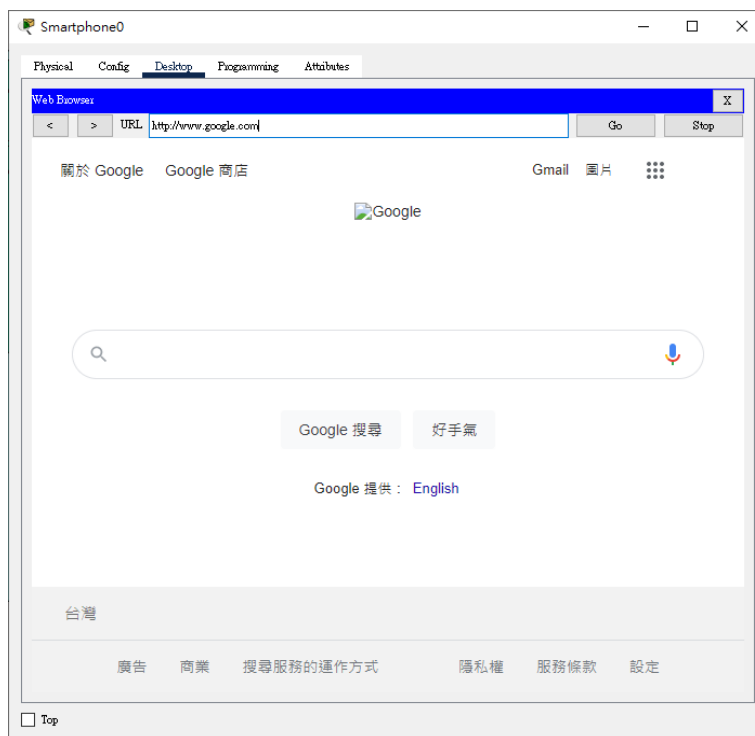 Smartphone0
Physical Config Desktop Programming Attributes
Web Browser X
< > URL http://www.google.com Go Stop
關於 Google Google 商店 Gmail 圖片
Google
Google 搜尋 好手氣
Google 提供： English
台灣
廣告 商業 搜尋服務的運作方式 隱私權 服務條款 設定
Top